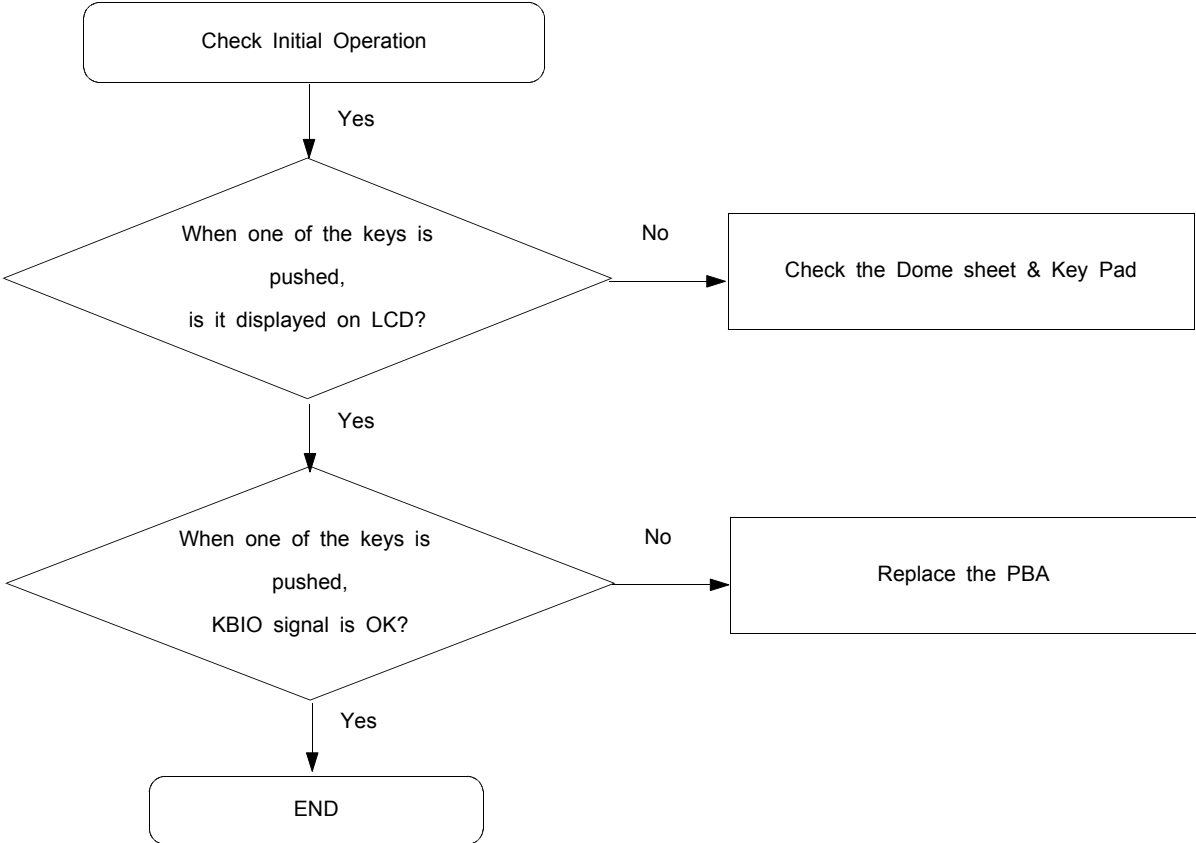 Check Initial Operation
Yes
When one of the keys is
pushed,
is it displayed on LCD?
No
Check the Dome sheet & Key Pad
Yes
When one of the keys is
pushed,
KBIO signal is OK?
No
Replace the PBA
Yes
END